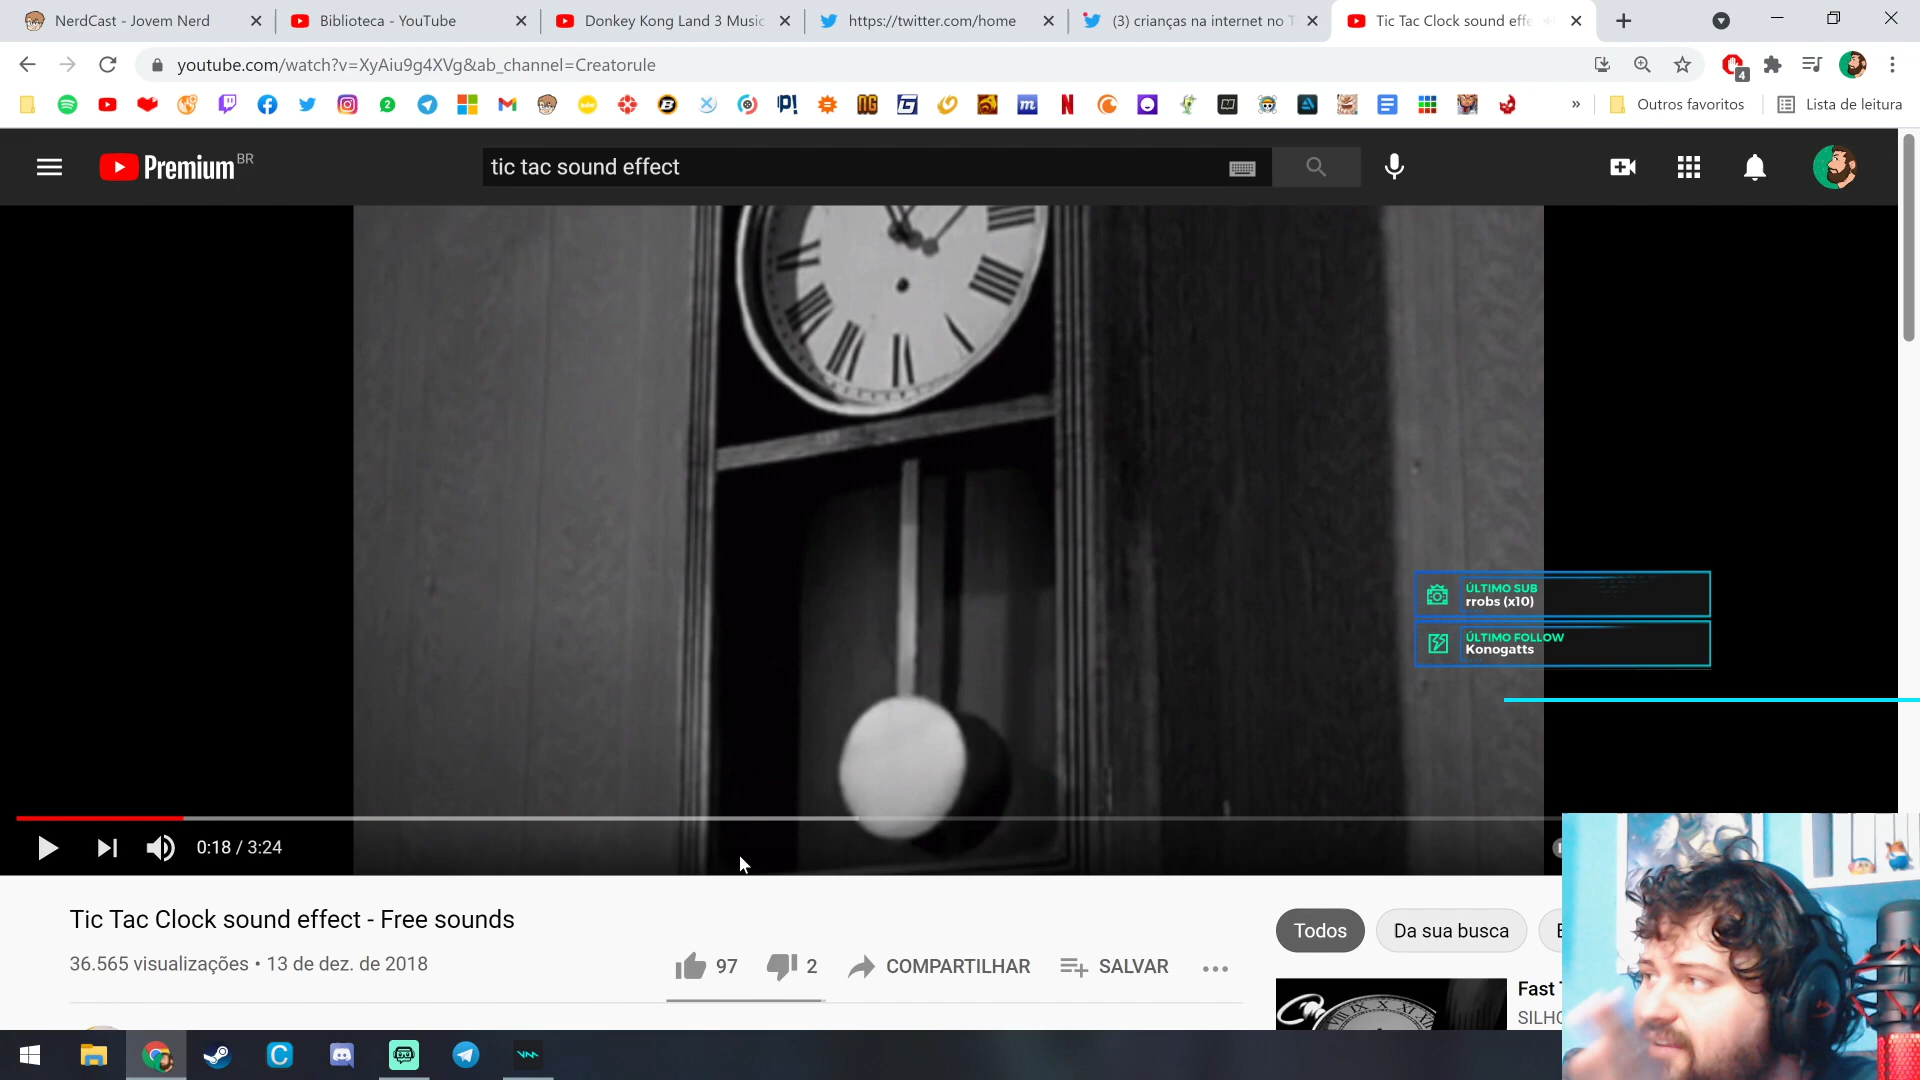 NerdCast - Jovem Nerd
Biblioteca - YouTube
Donkey Kong Land 3 Music
https://twitter.com/home
(3) crianças na internet no T
Tic Tac Clock sound effe
youtube.com/watch?v=XyAiu9g4XVg&ab_channel=Creatorule
4
Outros favoritos
Lista de leitura
Premium BR
tic tac sound effect
ÚLTIMO SUB
rrobs (x10)
ÚLTIMO FOLLOW
Konogatts
0:18 / 3:24
Tic Tac Clock sound effect - Free sounds
36.565 visualizações • 13 de dez. de 2018
97
2
COMPARTILHAR
SALVAR
Todos
Da sua busca
Fast
SILHO